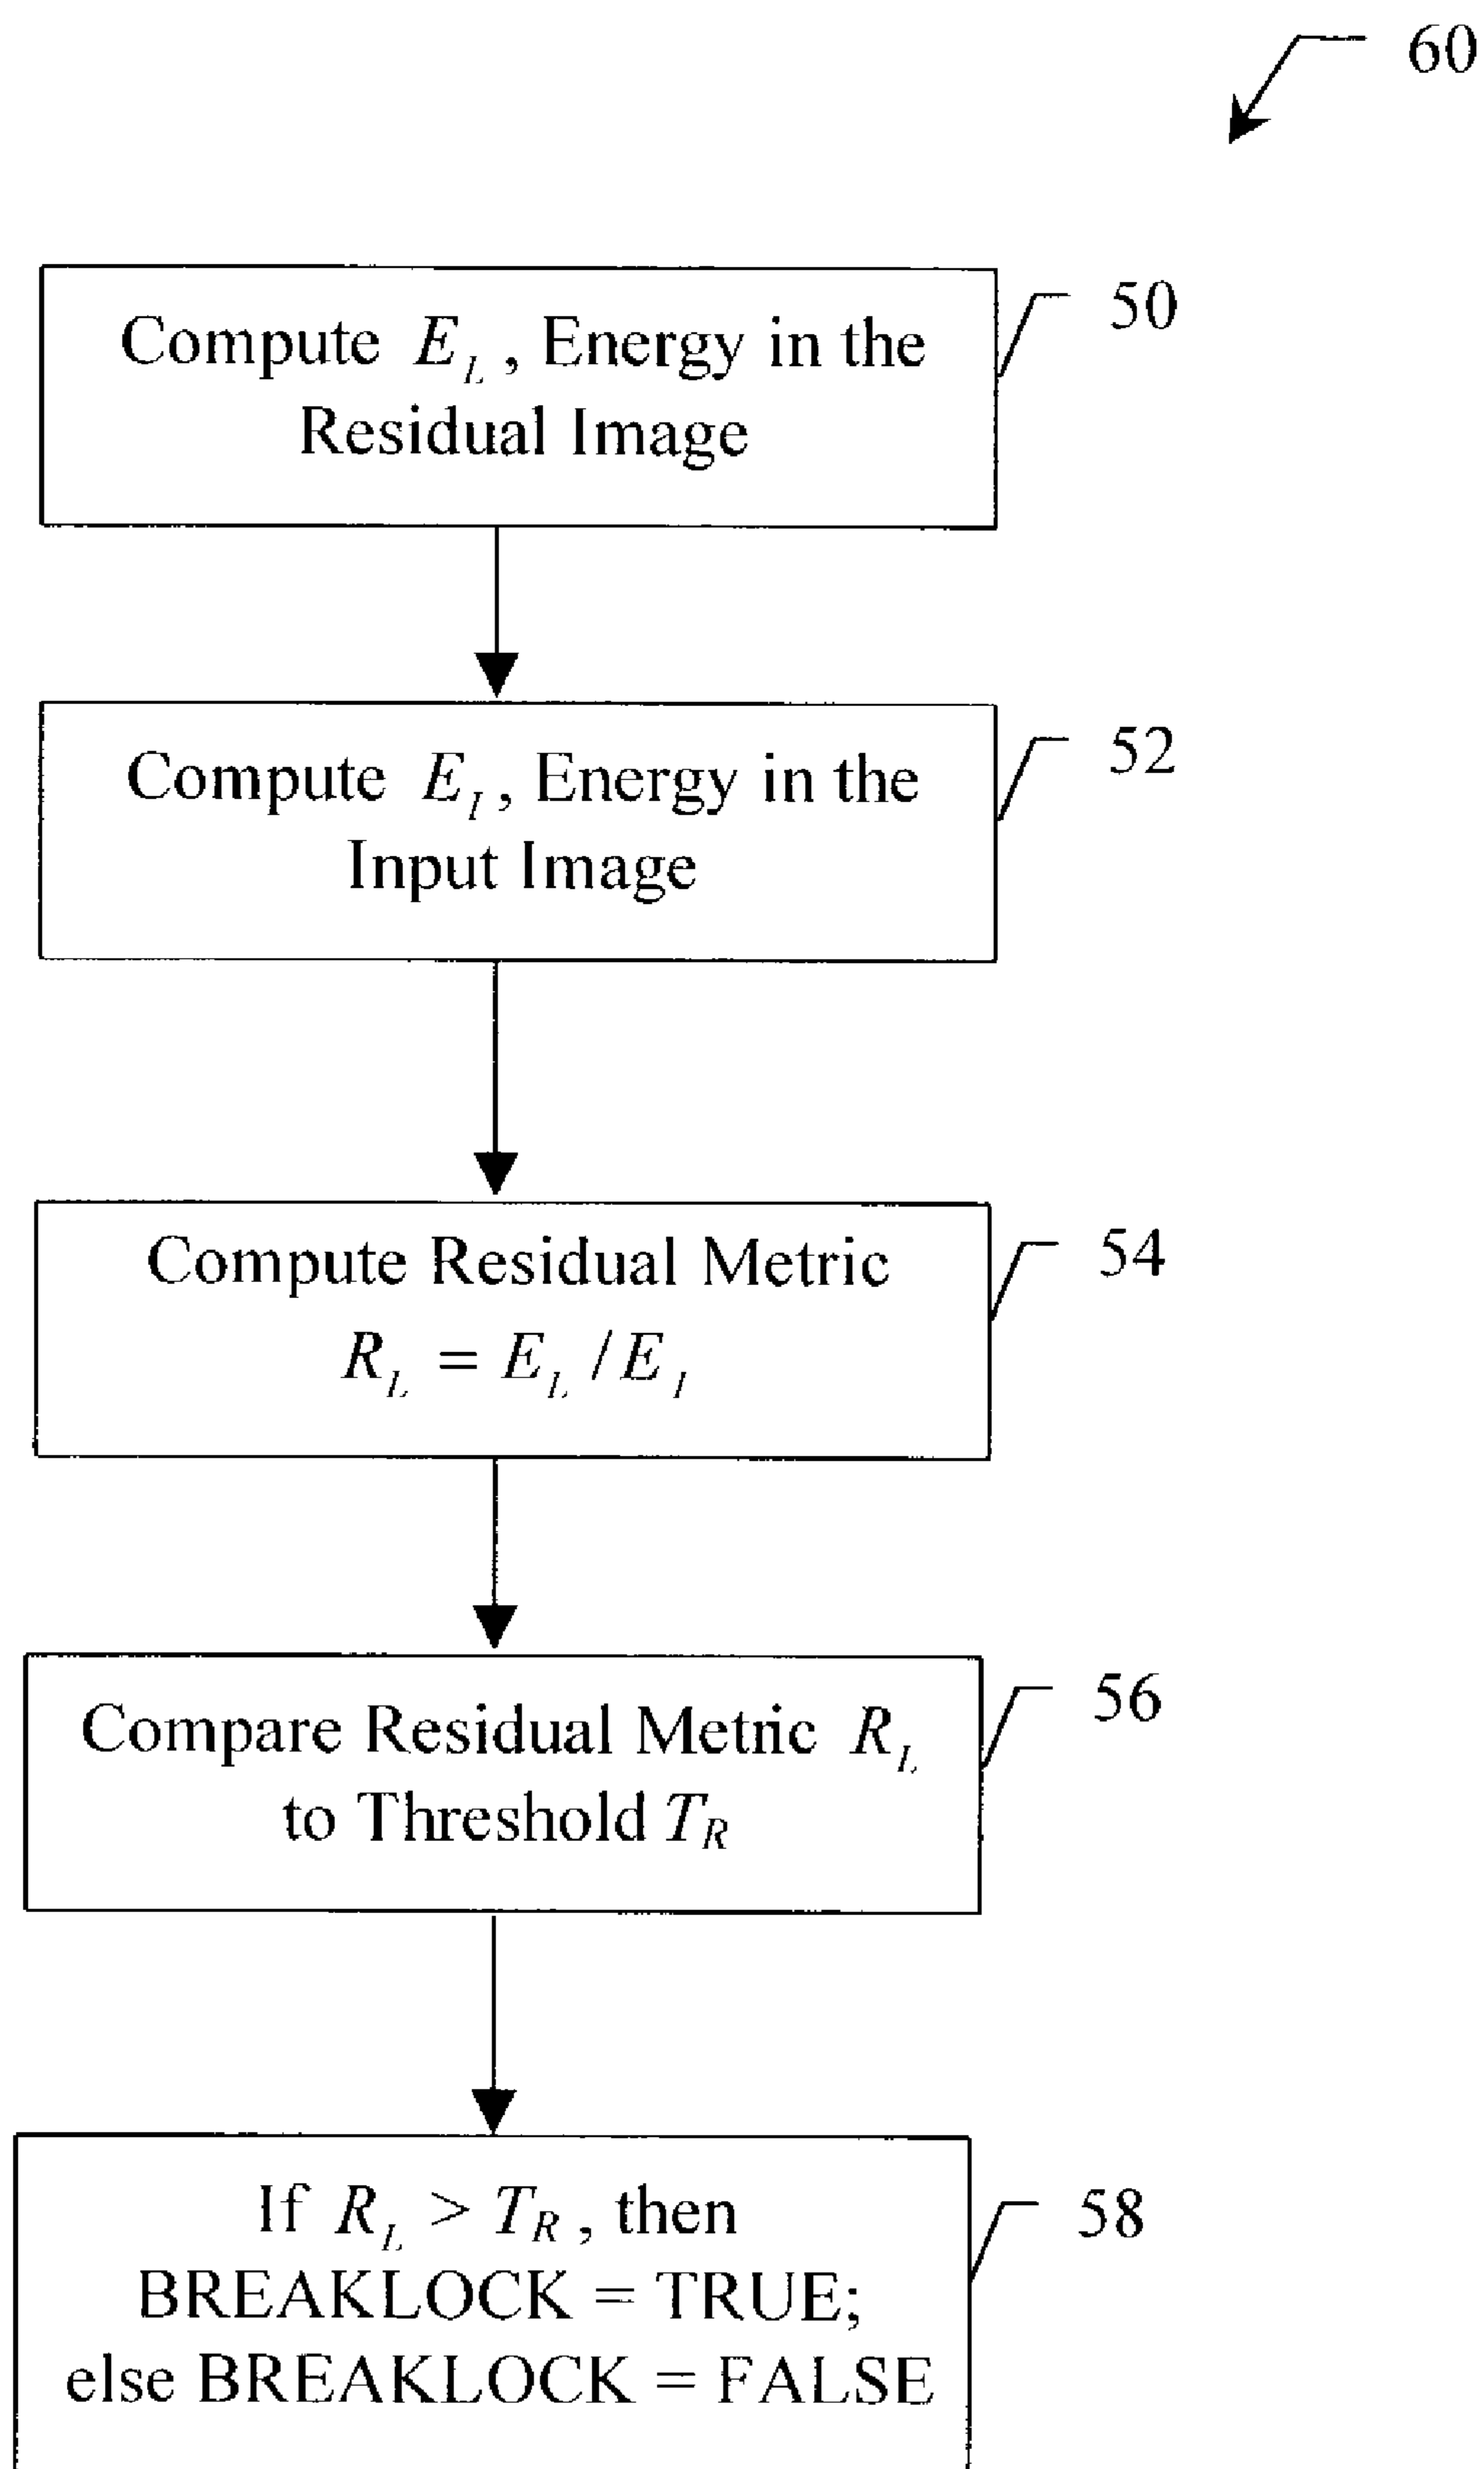 60
Compute E_L, Energy in the
Residual Image
50
Compute E_I, Energy in the
Input Image
52
Compute Residual Metric
R_L = E_L / E_I
54
Compare Residual Metric R_L
to Threshold T_R
56
If R_L > T_R, then
BREAKLOCK = TRUE;
else BREAKLOCK = FALSE
58